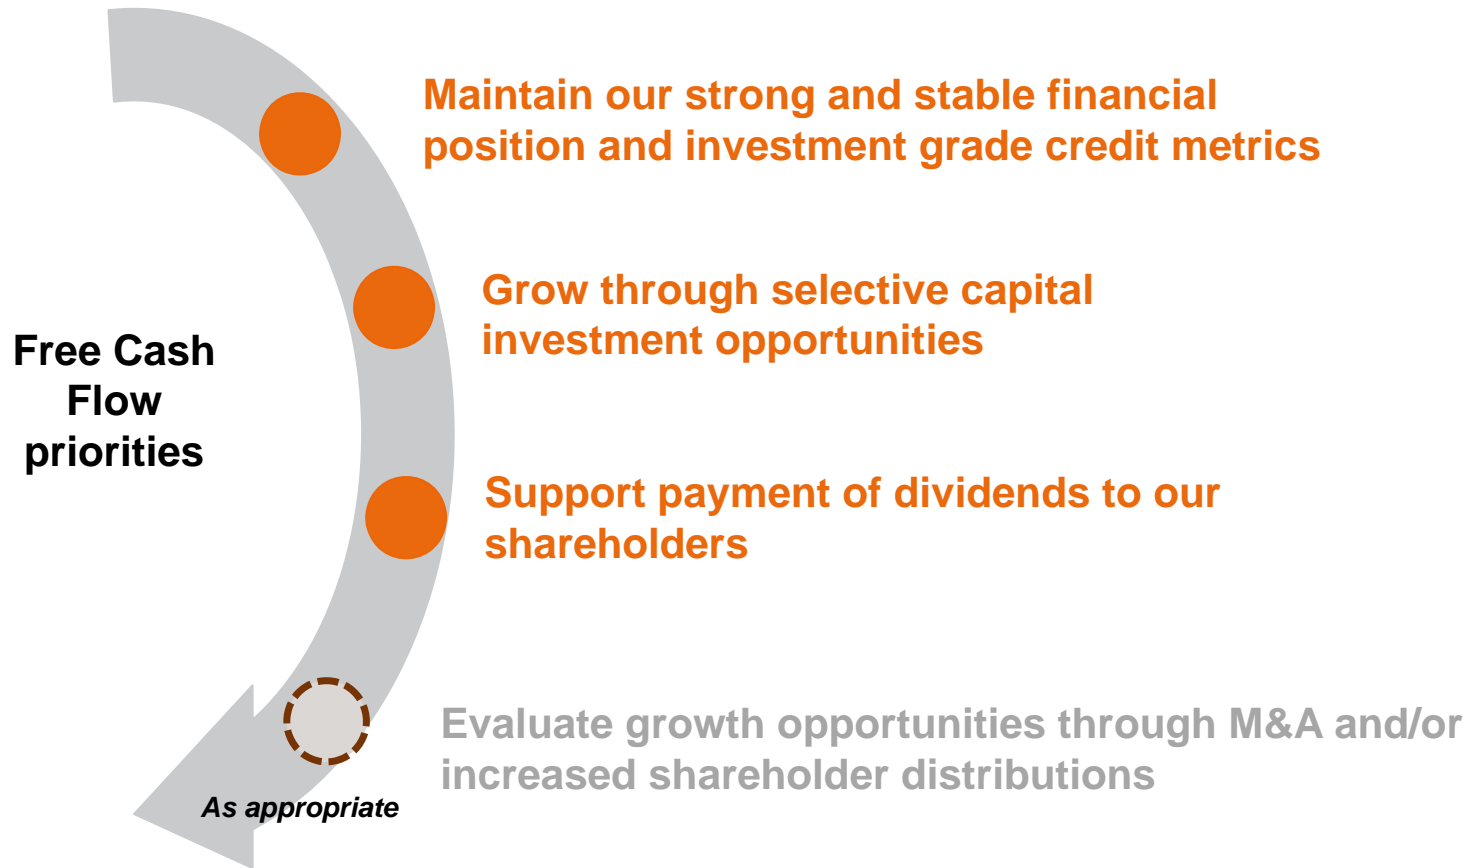 Maintain our strong and stable financial
position and investment grade credit metrics
Grow through selective capital
investment opportunities
Free Cash
Flow
priorities
Support payment of dividends to our
shareholders
Evaluate growth opportunities through M&A and/or
increased shareholder distributions
As appropriate